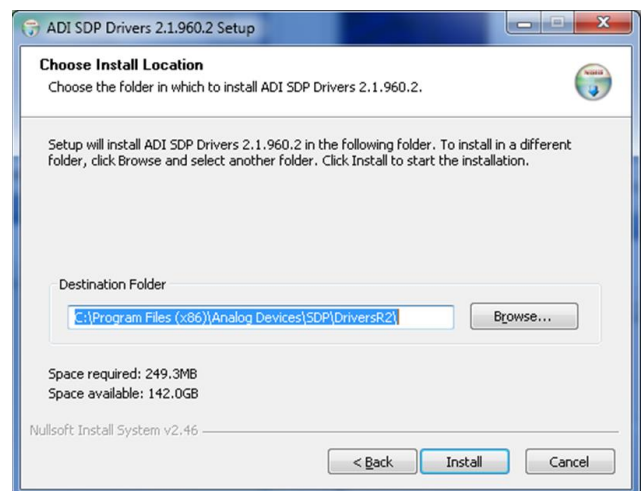 ADI SDP Drivers 2.1.960.2 Setup
Choose Install Location
Choose the folder in which to install ADI SDP Drivers 2.1.960.2.
Setup will install ADI SDP Drivers 2.1.960.2 in the following folder. To install in a different
folder, click Browse and select another folder. Click Install to start the installation.
Destination Folder
C:\Program Files (x86)\Analog Devices\SDP\DriversR2\
Browse...
Space required: 249.3MB
Space available: 142.0GB
Nullsoft Install System v2.46
< Back
Install
Cancel